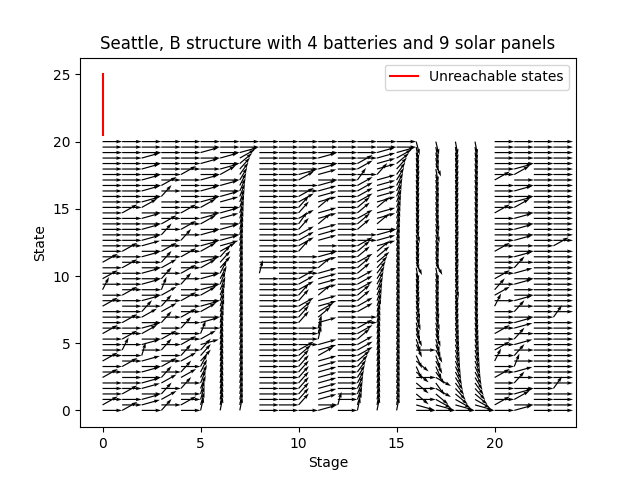 Seattle, B structure with 4 batteries and 9 solar panels
Unreachable states
25
20
15
10
5
0
State
0 5 10 15 20
Stage